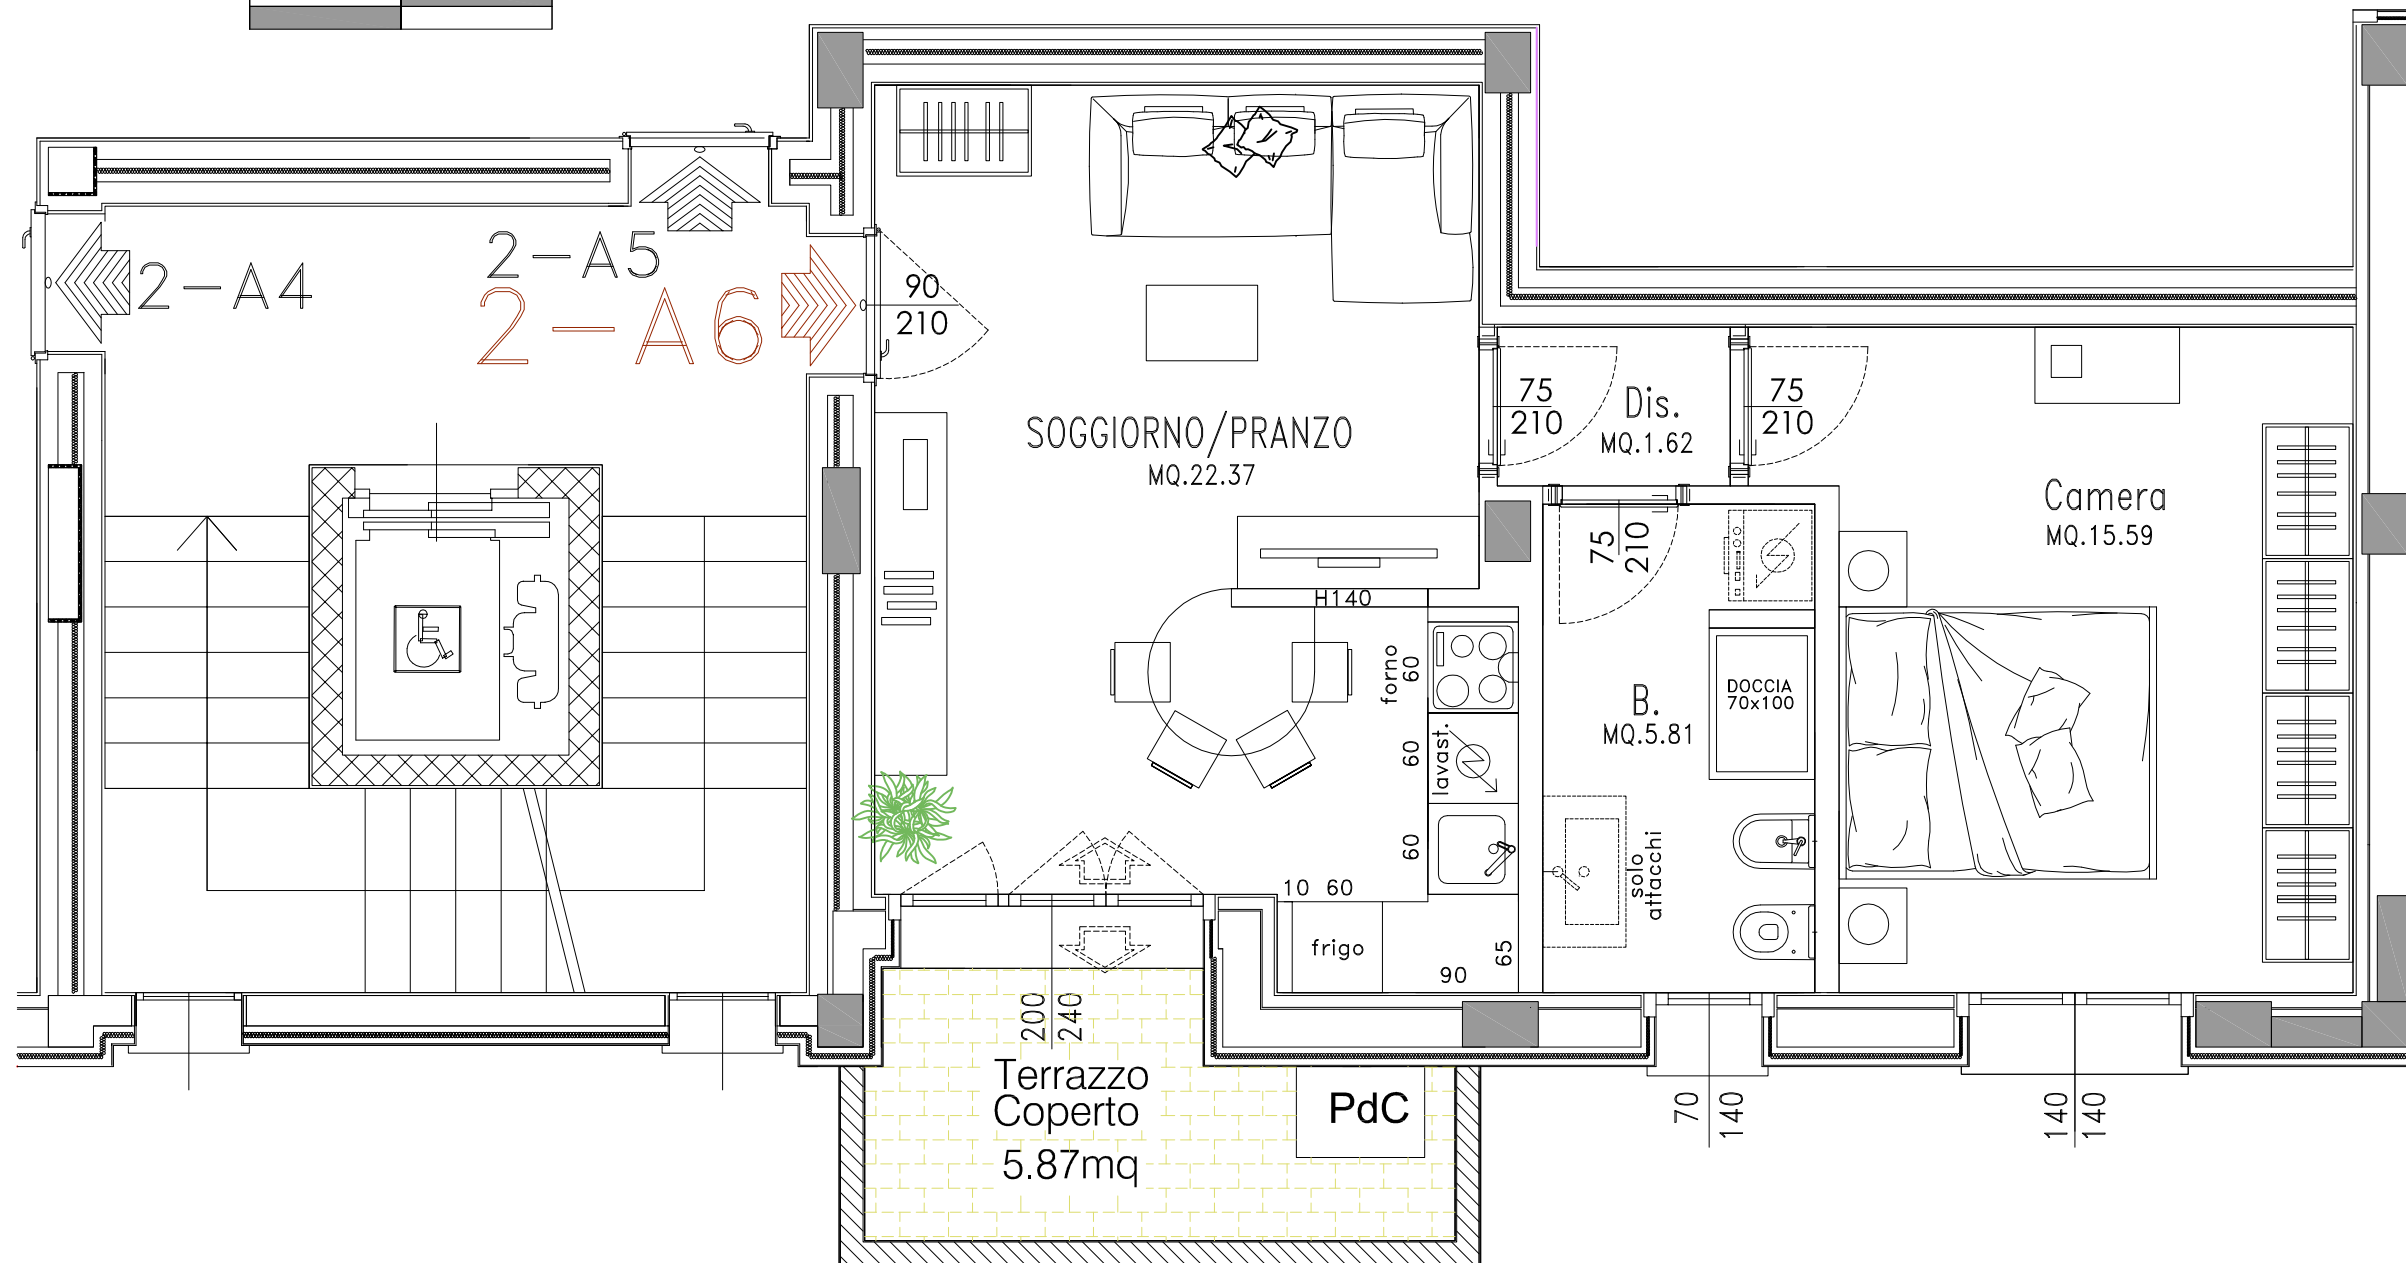 2-A5
2-A4
2-A6
90
210
75
210
Dis.
MQ.1.62
75
210
SOGGIORNO/PRANZO
MQ.22.37
Camera
MQ.15.59
75
210
H140
forno
60
DOCCIA
70x100
B.
MQ.5.81
lavast.
60
60
solo
attacchi
10 60
frigo
65
90
200
240
Terrazzo
Coperto
5.87mq
PdC
70
140
140
140